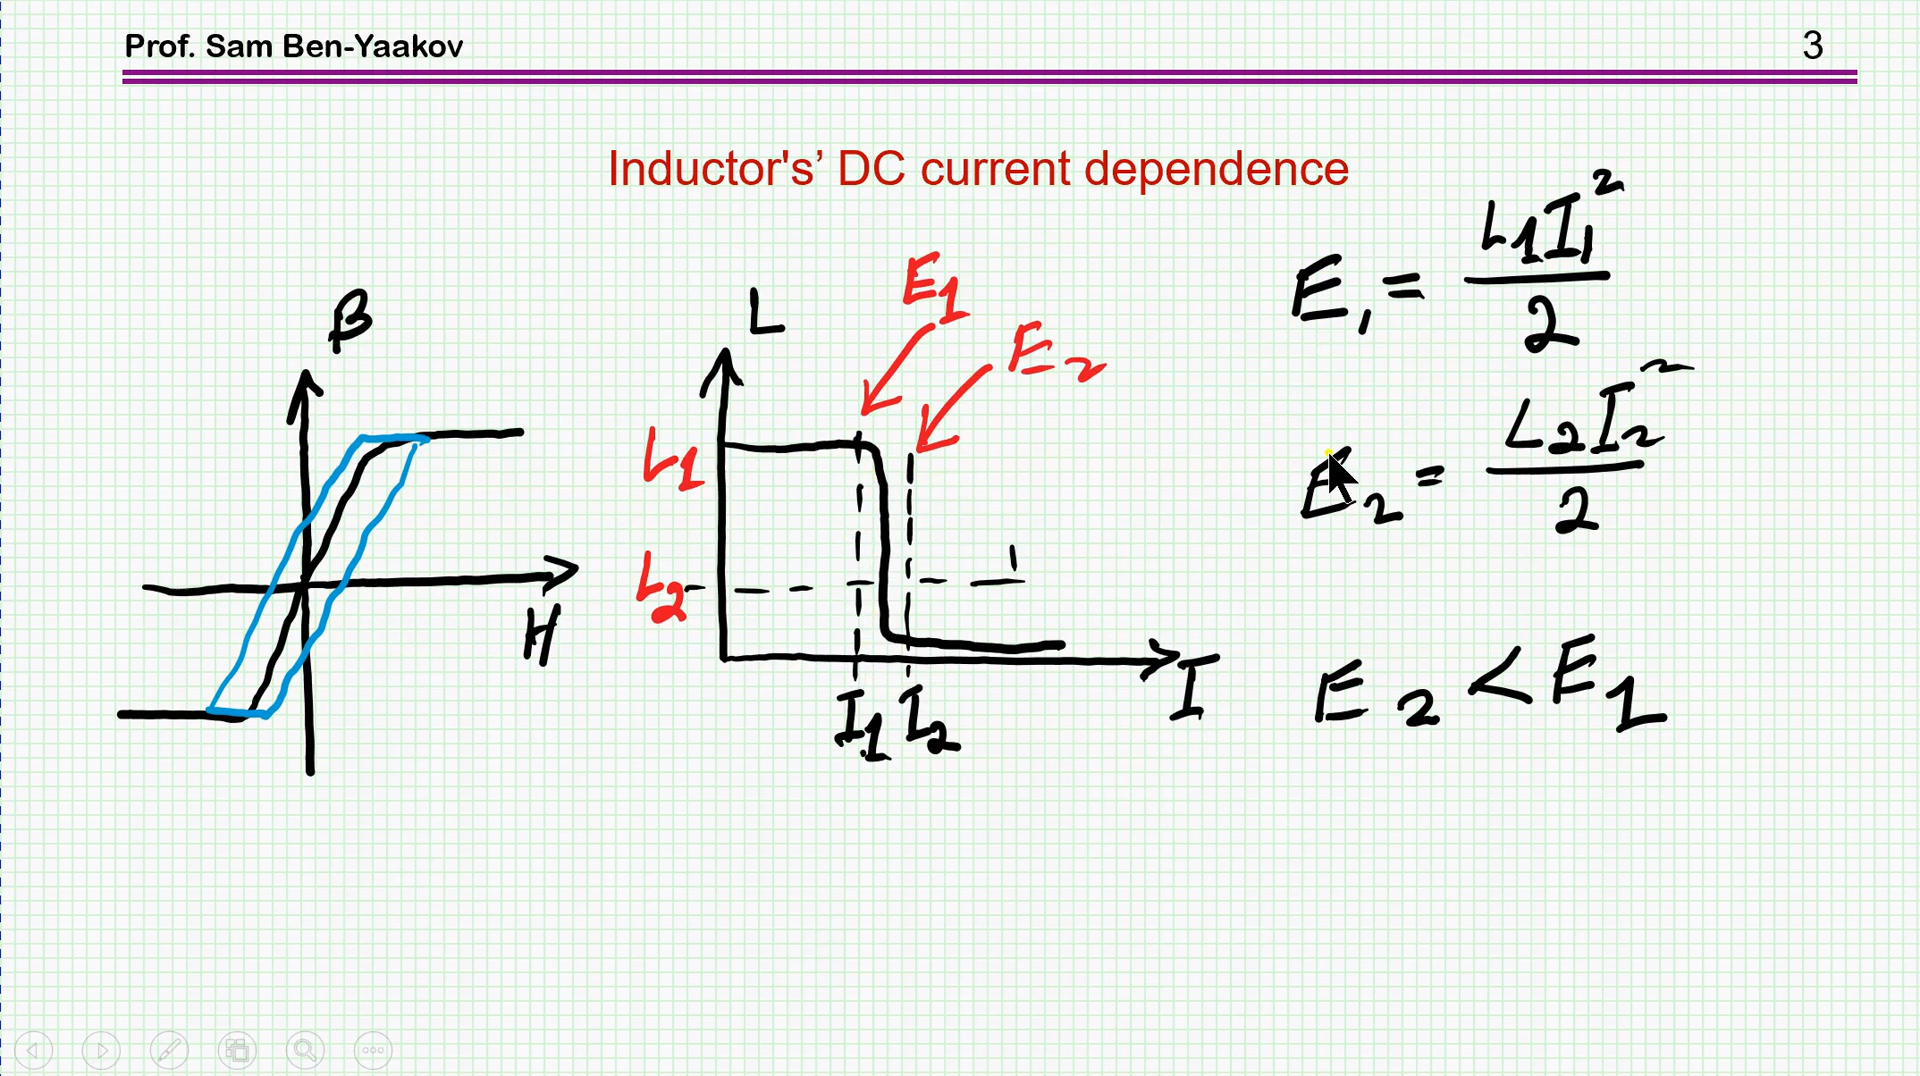 Prof. Sam Ben-Yaakov 3
Inductor's’ DC current dependence
B
H
L
E1
E2
L1
L2
I1 I2
I
E1 = L1I1² / 2
E2 = L2I2² / 2
E2 < E1